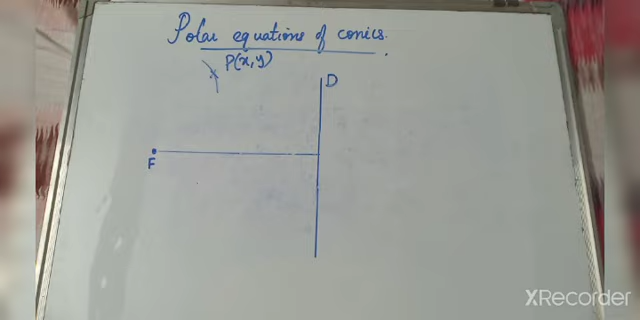 Polar equations of conics.
P(x,y)
D
F
XRecorder